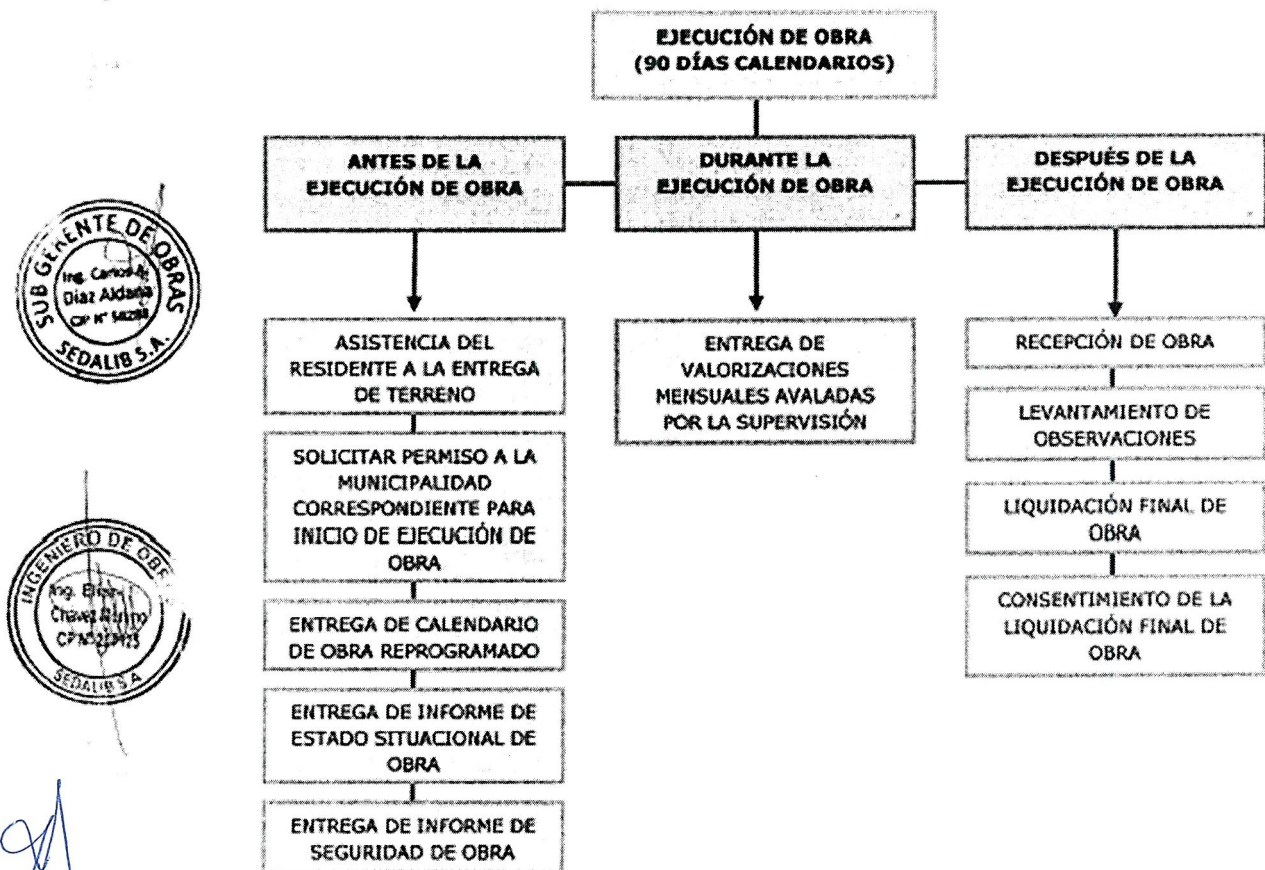 EJECUCIÓN DE OBRA
(90 DÍAS CALENDARIOS)
ANTES DE LA
EJECUCIÓN DE OBRA
DURANTE LA
EJECUCIÓN DE OBRA
DESPUÉS DE LA
EJECUCIÓN DE OBRA
ASISTENCIA DEL
RESIDENTE A LA ENTREGA
DE TERRENO
SOLICITAR PERMISO A LA
MUNICIPALIDAD
CORRESPONDIENTE PARA
INICIO DE EJECUCIÓN DE
OBRA
ENTREGA DE CALENDARIO
DE OBRA REPROGRAMADO
ENTREGA DE INFORME DE
ESTADO SITUACIONAL DE
OBRA
ENTREGA DE INFORME DE
SEGURIDAD DE OBRA
ENTREGA DE
VALORIZACIONES
MENSUALES AVALADAS
POR LA SUPERVISIÓN
RECEPCIÓN DE OBRA
LEVANTAMIENTO DE
OBSERVACIONES
LIQUIDACIÓN FINAL DE
OBRA
CONSENTIMIENTO DE LA
LIQUIDACIÓN FINAL DE
OBRA
SUB GERENTE DE OBRAS
Ing. Carlos A.
Diaz Aldana
CIP N°
SEDALIB S.A.
INGENIERO DE
Ing.
Chavez
SEDALIB S.A